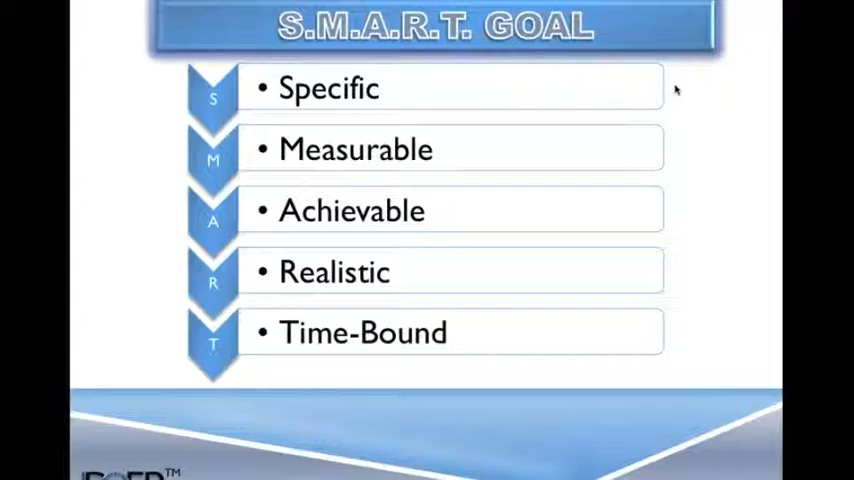 S.M.A.R.T. GOAL
S • Specific
M • Measurable
A • Achievable
R • Realistic
T • Time-Bound